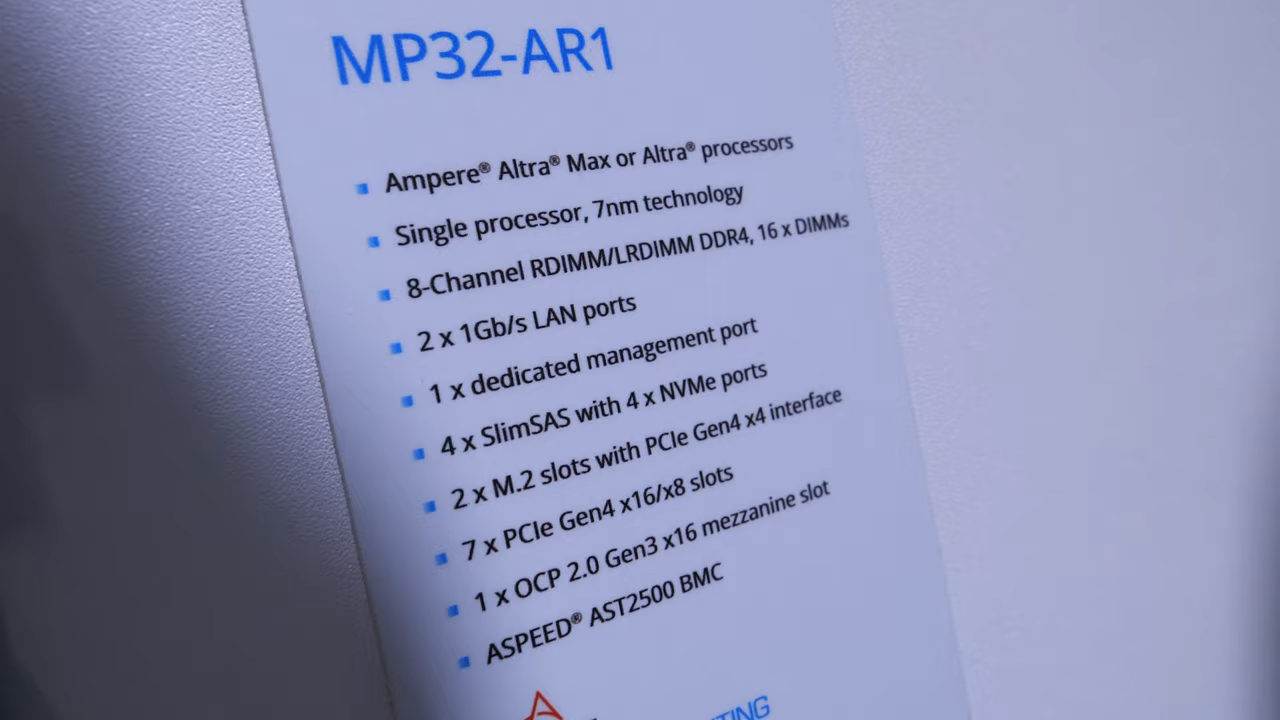 MP32-AR1
Ampere® Altra® Max or Altra® processors
Single processor, 7nm technology
8-Channel RDIMM/LRDIMM DDR4, 16 x DIMMs
2 x 1Gb/s LAN ports
1 x dedicated management port
4 x SlimSAS with 4 x NVMe ports
2 x M.2 slots with PCIe Gen4 x4 interface
7 x PCIe Gen4 x16/x8 slots
1 x OCP 2.0 Gen3 x16 mezzanine slot
ASPEED® AST2500 BMC